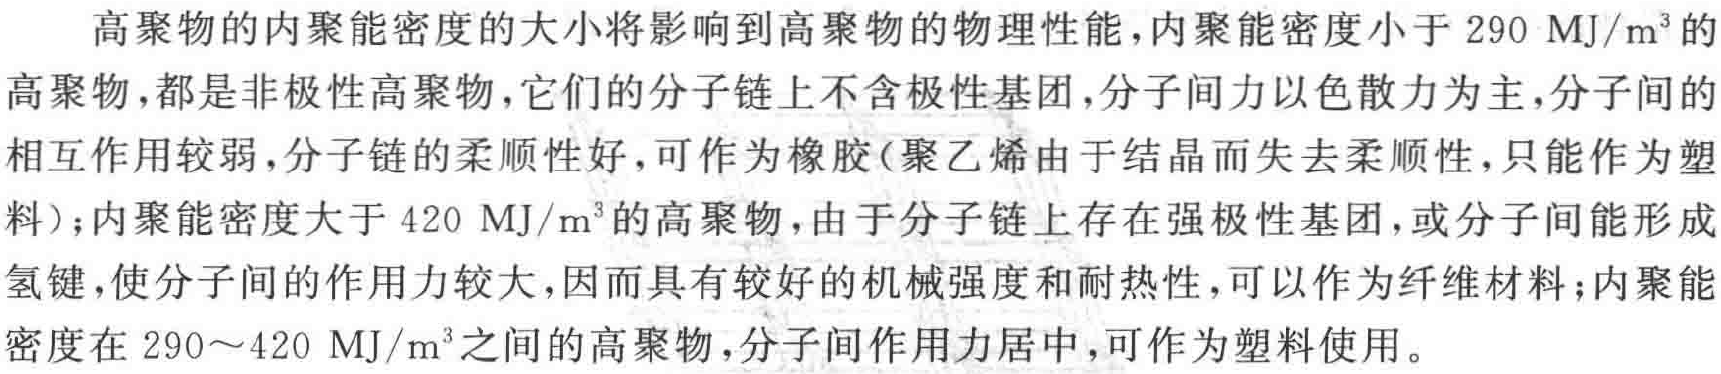 高聚物的内聚能密度的大小将影响到高聚物的物理性能,内聚能密度小于 290 MJ/m³的
高聚物,都是非极性高聚物,它们的分子链上不含极性基团,分子间力以色散力为主,分子间的
相互作用较弱,分子链的柔顺性好,可作为橡胶(聚乙烯由于结晶而失去柔顺性,只能作为塑
料);内聚能密度大于 420 MJ/m³的高聚物,由于分子链上存在强极性基团,或分子间能形成
氢键,使分子间的作用力较大,因而具有较好的机械强度和耐热性,可以作为纤维材料;内聚能
密度在 290～420 MJ/m³之间的高聚物,分子间作用力居中,可作为塑料使用。